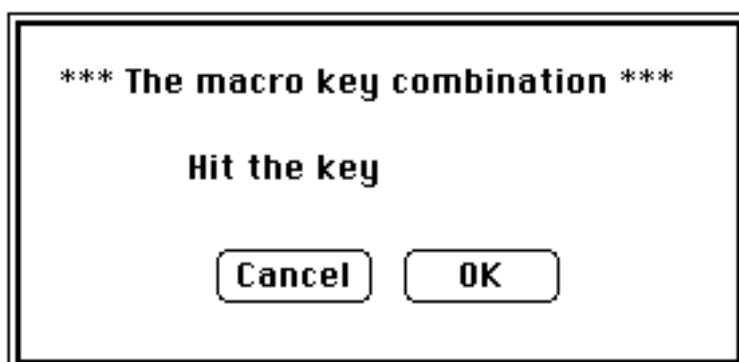 *** The macro key combination ***
Hit the key
Cancel OK